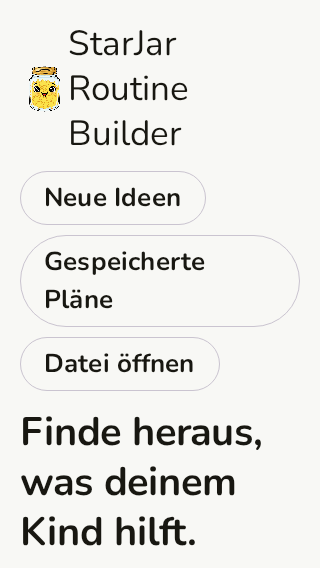 StarJar
Routine
Builder
Neue Ideen
Gespeicherte
Pläne
Datei öffnen
Finde heraus,
was deinem
Kind hilft.